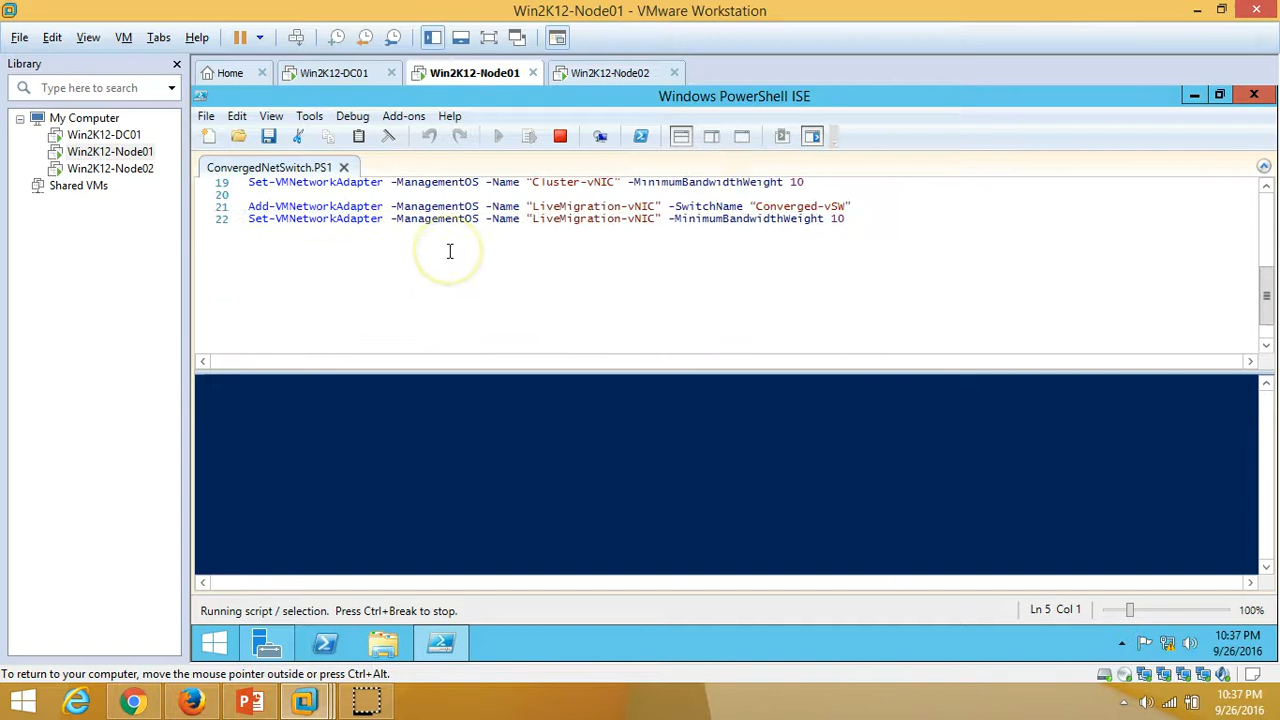 Win2K12-Node01 - VMware Workstation
File Edit View VM Tabs Help
Library
Type here to search
My Computer
Win2K12-DC01
Win2K12-Node01
Win2K12-Node02
Shared VMs
Home Win2K12-DC01 Win2K12-Node01 Win2K12-Node02
Windows PowerShell ISE
File Edit View Tools Debug Add-ons Help
ConvergedNetSwitch.PS1
19 Set-VMNetworkAdapter -ManagementOS -Name "Cluster-vNIC" -MinimumBandwidthWeight 10
20
21 Add-VMNetworkAdapter -ManagementOS -Name "LiveMigration-vNIC" -SwitchName "Converged-vSW"
22 Set-VMNetworkAdapter -ManagementOS -Name "LiveMigration-vNIC" -MinimumBandwidthWeight 10
Running script / selection. Press Ctrl+Break to stop.
Ln 5 Col 1
100%
10:37 PM
9/26/2016
To return to your computer, move the mouse pointer outside or press Ctrl+Alt.
10:37 PM
9/26/2016